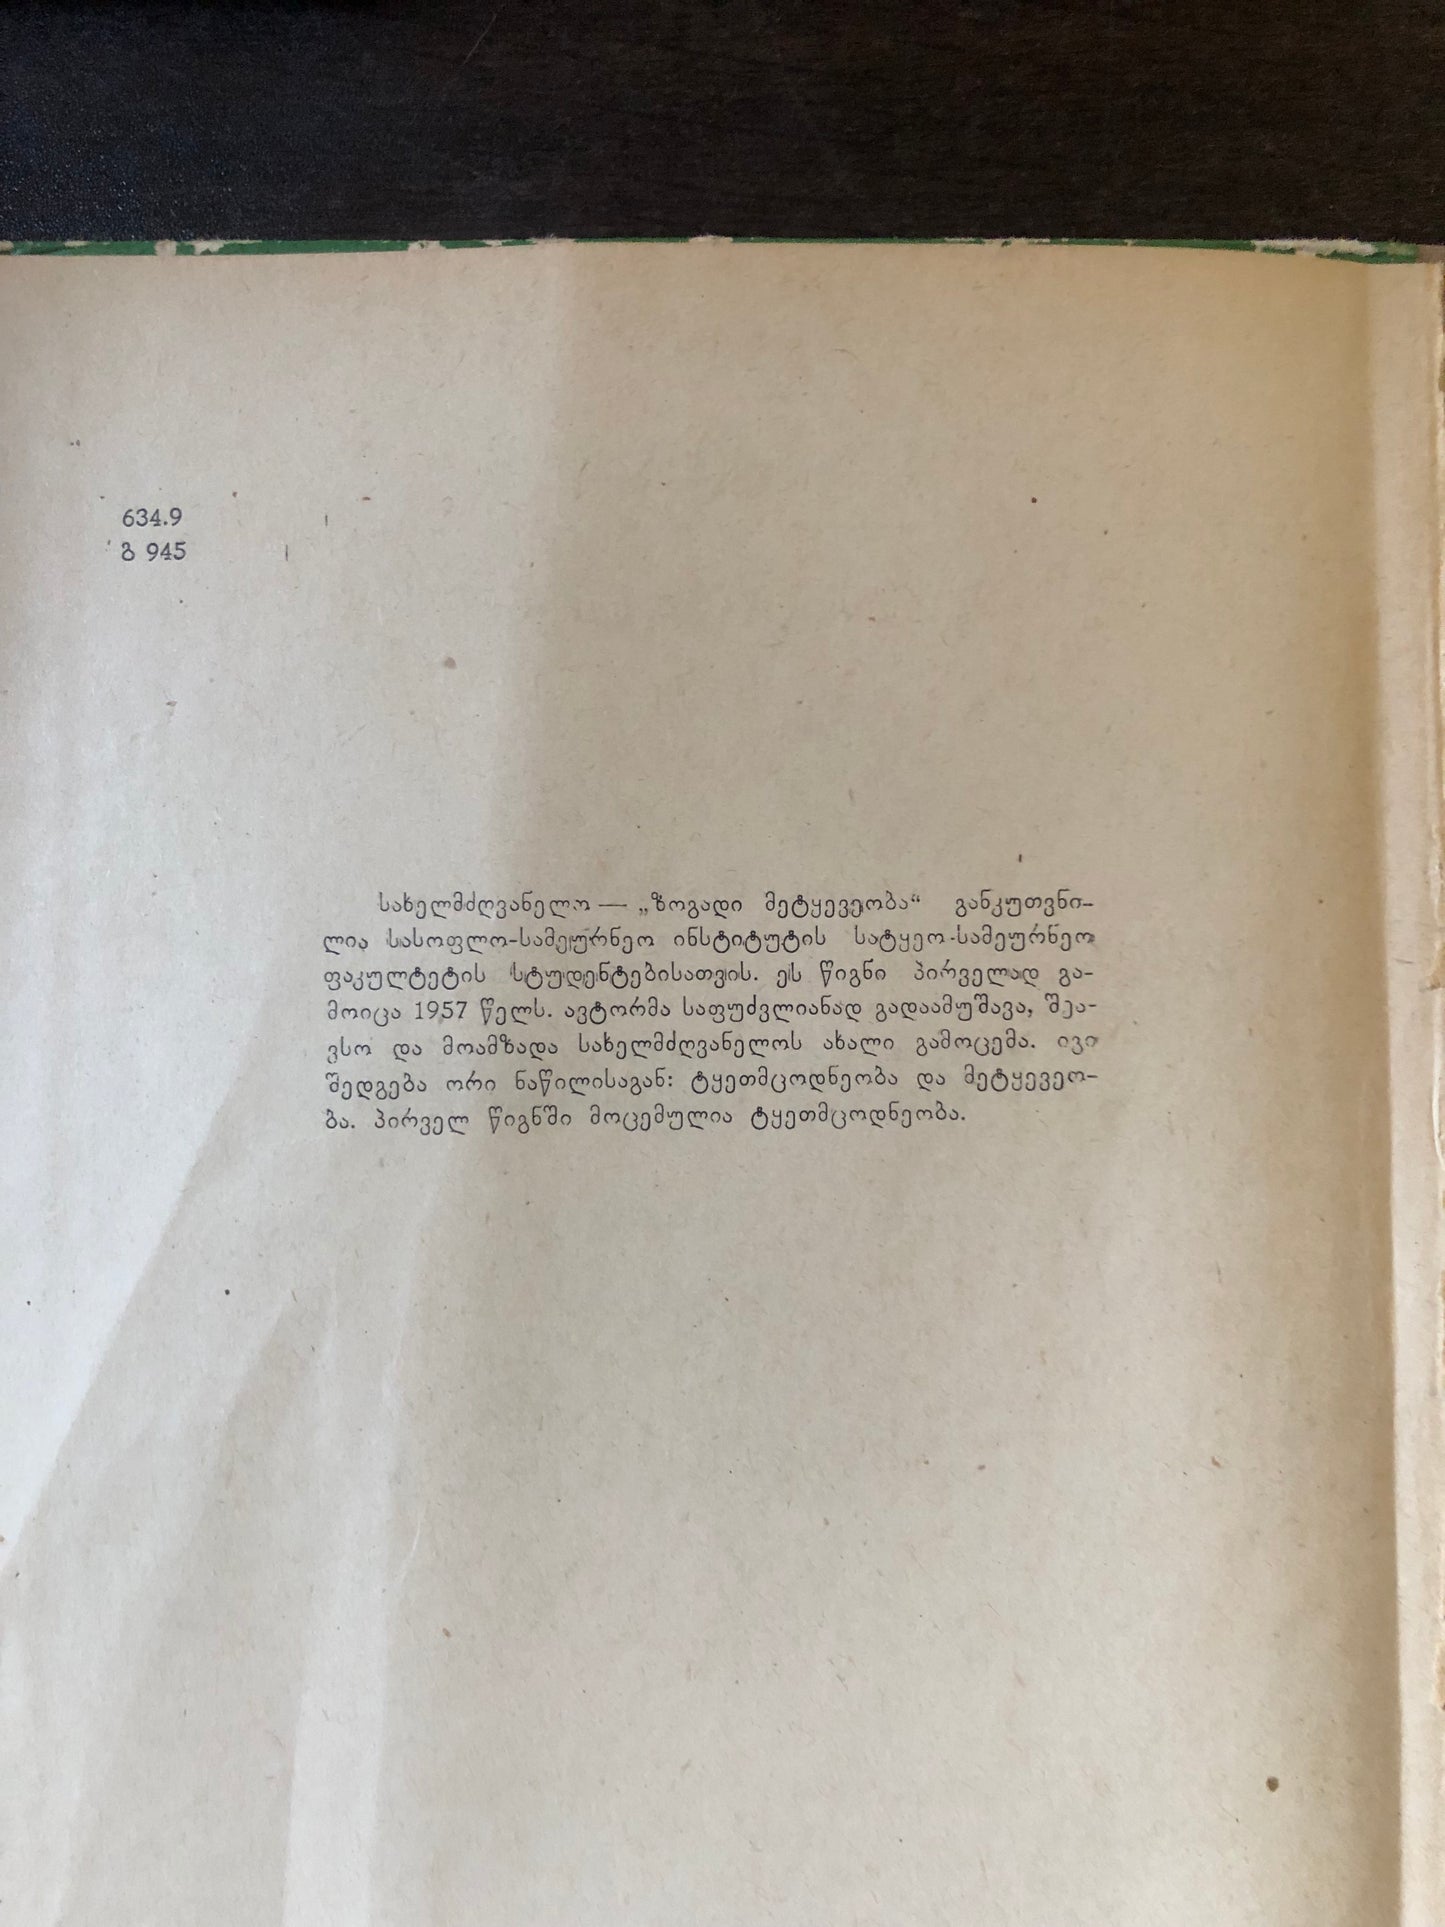 634.9
გ 945
სახელმძღვანელო — „ზოგადი მეტყევეობა“ განკუთვნი-
ლია სასოფლო-სამეურნეო ინსტიტუტის სატყეო-სამეურნეო
ფაკულტეტის სტუდენტებისათვის. ეს წიგნი პირველად გა-
მოიცა 1957 წელს. ავტორმა საფუძვლიანად გადაამუშავა, შეა-
ვსო და მოამზადა სახელმძღვანელოს ახალი გამოცემა. იგი
შედგება ორი ნაწილისაგან: ტყეთმცოდნეობა და მეტყევეო-
ბა. პირველ წიგნში მოცემულია ტყეთმცოდნეობა.